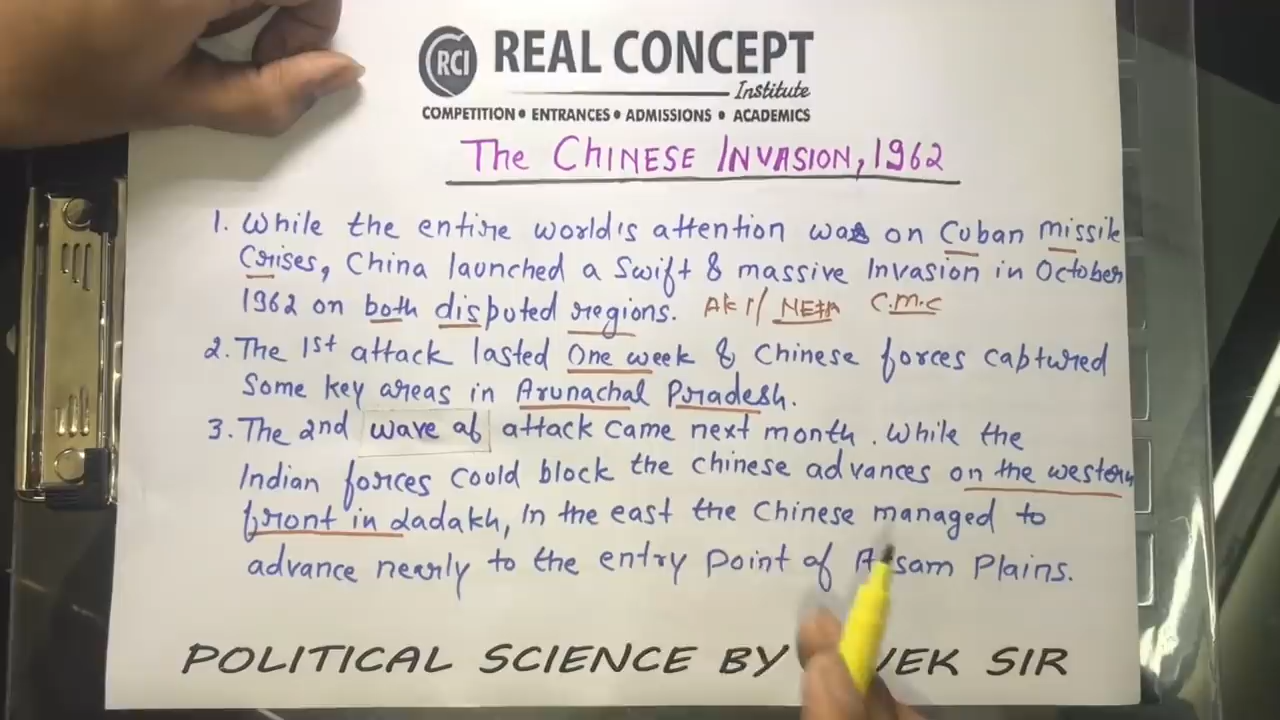 RCI REAL CONCEPT
Institute
COMPETITION • ENTRANCES • ADMISSIONS • ACADEMICS
The CHINESE INVASION, 1962
1. While the entire world's attention was on Cuban missile
Crises, China launched a Swift & massive Invasion in October
1962 on both disputed regions. Ak1/ NEFA C.M.C
2. The 1st attack lasted One week & Chinese forces captured
Some key areas in Arunachal Pradesh.
3. The 2nd wave of attack came next month. While the
Indian forces could block the Chinese advances on the western
front in Ladakh, In the east the Chinese managed to
advance nearly to the entry point of Assam Plains.
POLITICAL SCIENCE BY SIR